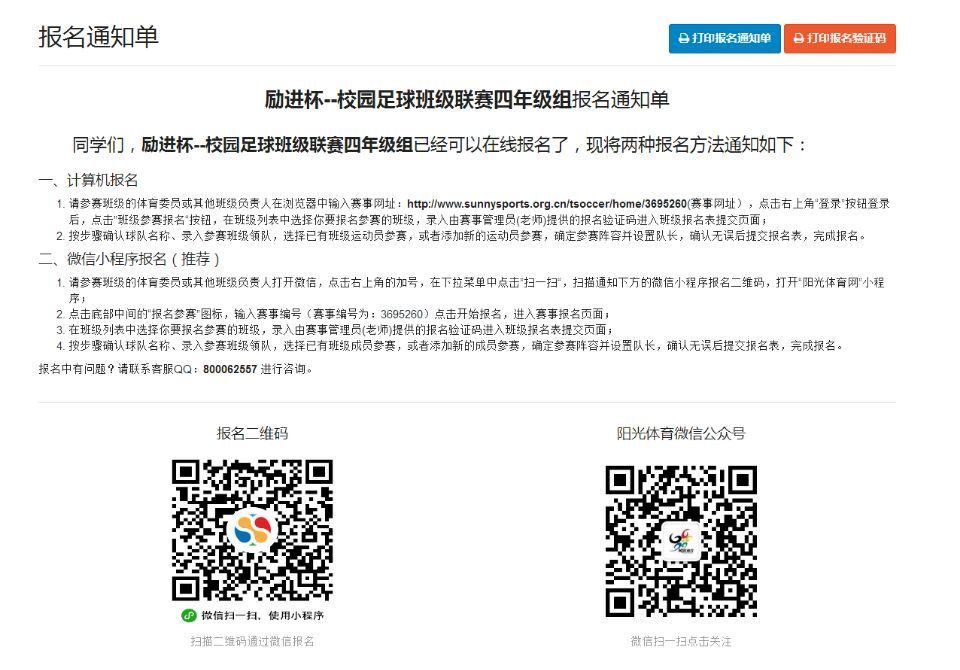 报名通知单
打印报名通知单 打印报名验证码
励进杯--校园足球班级联赛四年级组报名通知单
同学们，励进杯--校园足球班级联赛四年级组已经可以在线报名了，现将两种报名方法通知如下：
一、计算机报名
1. 请参赛班级的体育委员或其他班级负责人在浏览器中输入赛事网址：http://www.sunnysports.org.cn/tsoccer/home/3695260(赛事网址），点击右上角“登录”按钮登录
后，点击“班级参赛报名”按钮，在班级列表中选择你要报名参赛的班级，录入由赛事管理员(老师)提供的报名验证码进入班级报名表提交页面；
2. 按步骤确认球队名称、录入参赛班级领队，选择已有班级运动员参赛，或者添加新的运动员参赛，确定参赛阵容并设置队长，确认无误后提交报名表，完成报名。
二、微信小程序报名（推荐）
1. 请参赛班级的体育委员或其他班级负责人打开微信，点击右上角的加号，在下拉菜单中点击“扫一扫“，扫描通知下方的微信小程序报名二维码，打开“阳光体育网”小程
序；
2. 点击底部中间的“报名参赛”图标，输入赛事编号（赛事编号为：3695260）点击开始报名，进入赛事报名页面；
3. 在班级列表中选择你要报名参赛的班级，录入由赛事管理员(老师)提供的报名验证码进入班级报名表提交页面；
4. 按步骤确认球队名称、录入参赛班级领队，选择已有班级成员参赛，或者添加新的成员参赛，确定参赛阵容并设置队长，确认无误后提交报名表，完成报名。
报名中有问题？请联系客服QQ：800062557 进行咨询。
报名二维码
阳光体育微信公众号
微信扫一扫，使用小程序
扫描二维码通过微信报名
微信扫一扫点击关注